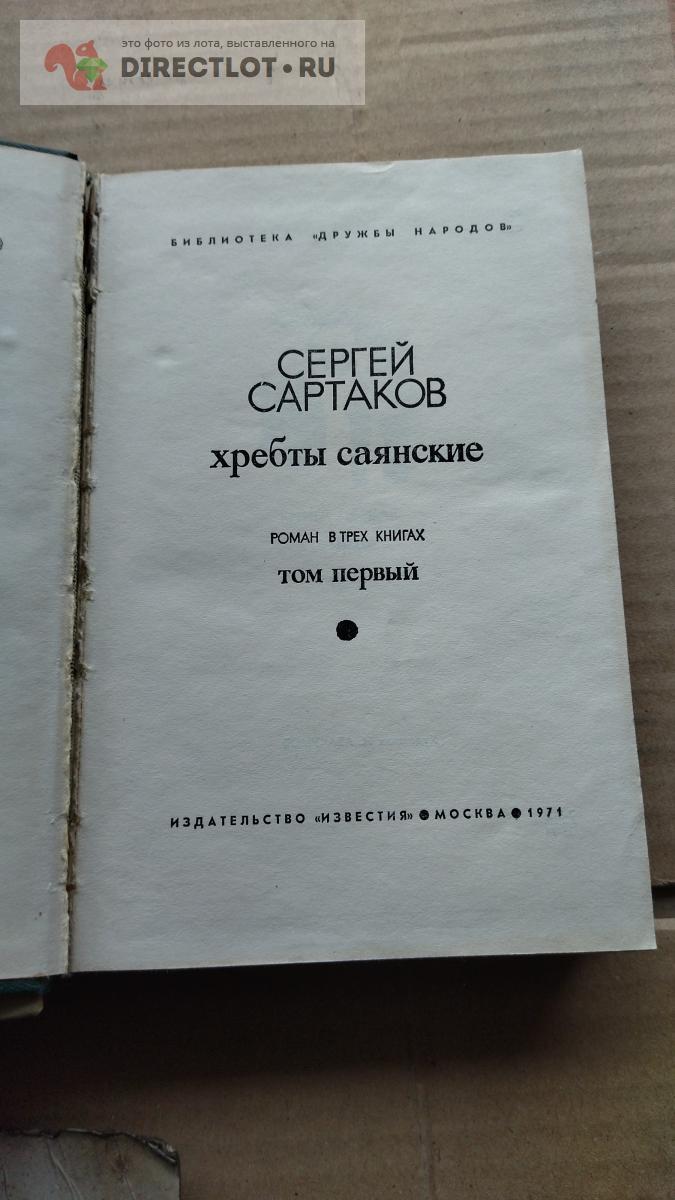 это фото из лота, выставленного на
DIRECTLOT • RU
БИБЛИОТЕКА «ДРУЖБЫ НАРОДОВ»
СЕРГЕЙ
САРТАКОВ
хребты саянские
РОМАН В ТРЕХ КНИГАХ
том первый
ИЗДАТЕЛЬСТВО «ИЗВЕСТИЯ» ● МОСКВА ● 1971